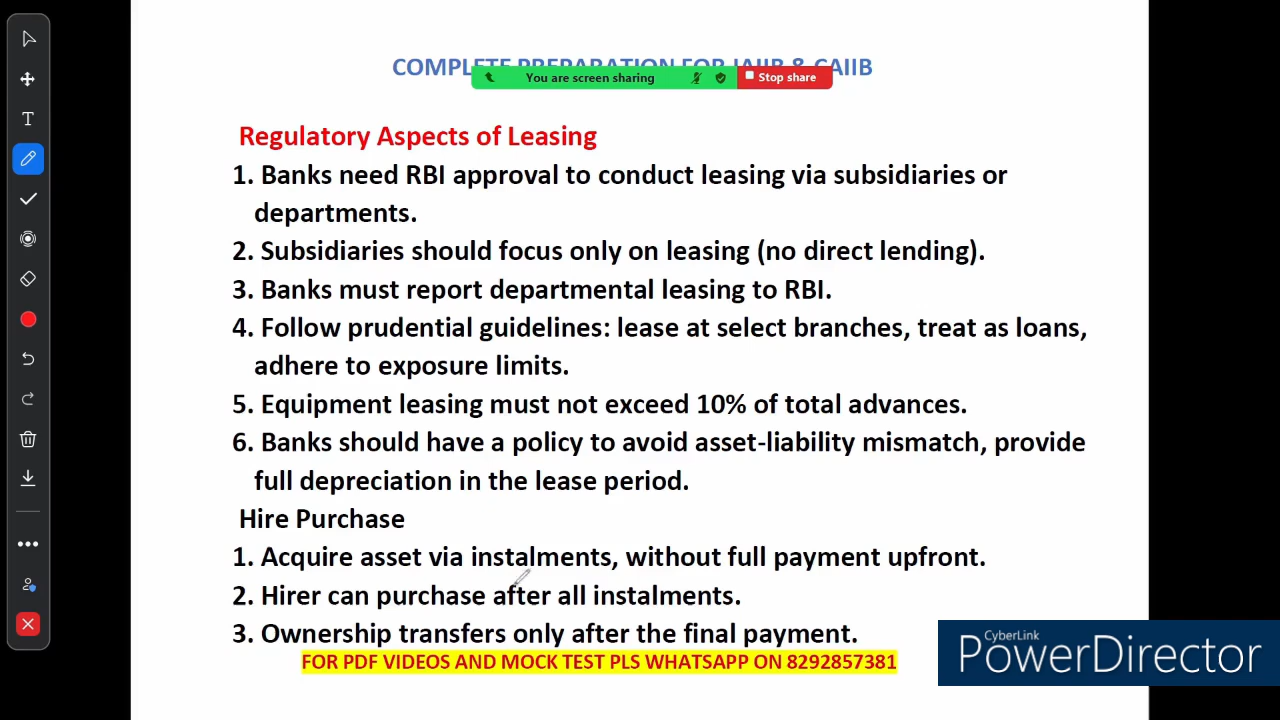 COMPLETE PREPARATION FOR JAIIB & CAIIB
You are screen sharing
Stop share
Regulatory Aspects of Leasing
1. Banks need RBI approval to conduct leasing via subsidiaries or
departments.
2. Subsidiaries should focus only on leasing (no direct lending).
3. Banks must report departmental leasing to RBI.
4. Follow prudential guidelines: lease at select branches, treat as loans,
adhere to exposure limits.
5. Equipment leasing must not exceed 10% of total advances.
6. Banks should have a policy to avoid asset-liability mismatch, provide
full depreciation in the lease period.
Hire Purchase
1. Acquire asset via instalments, without full payment upfront.
2. Hirer can purchase after all instalments.
3. Ownership transfers only after the final payment.
FOR PDF VIDEOS AND MOCK TEST PLS WHATSAPP ON 8292857381
CyberLink
PowerDirector